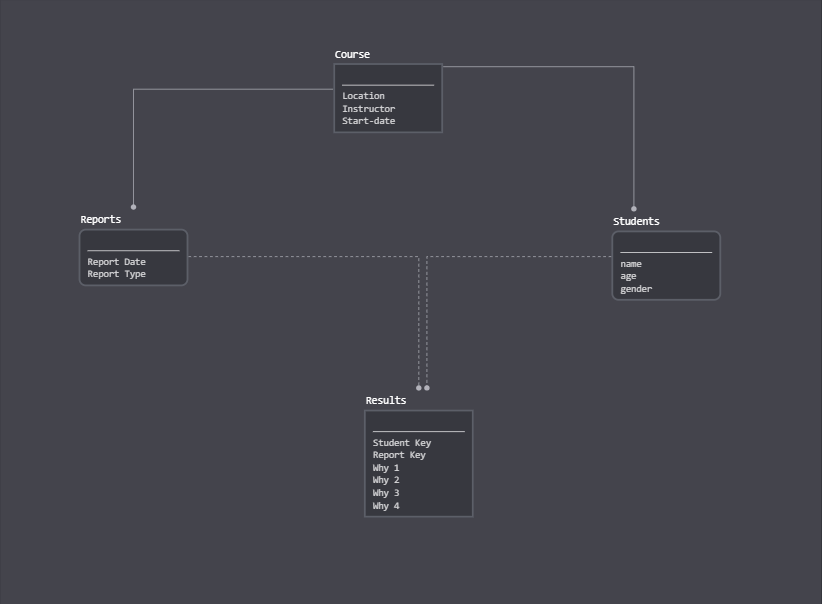 Course
Location
Instructor
Start-date
Reports
Report Date
Report Type
Students
name
age
gender
Results
Student Key
Report Key
Why 1
Why 2
Why 3
Why 4